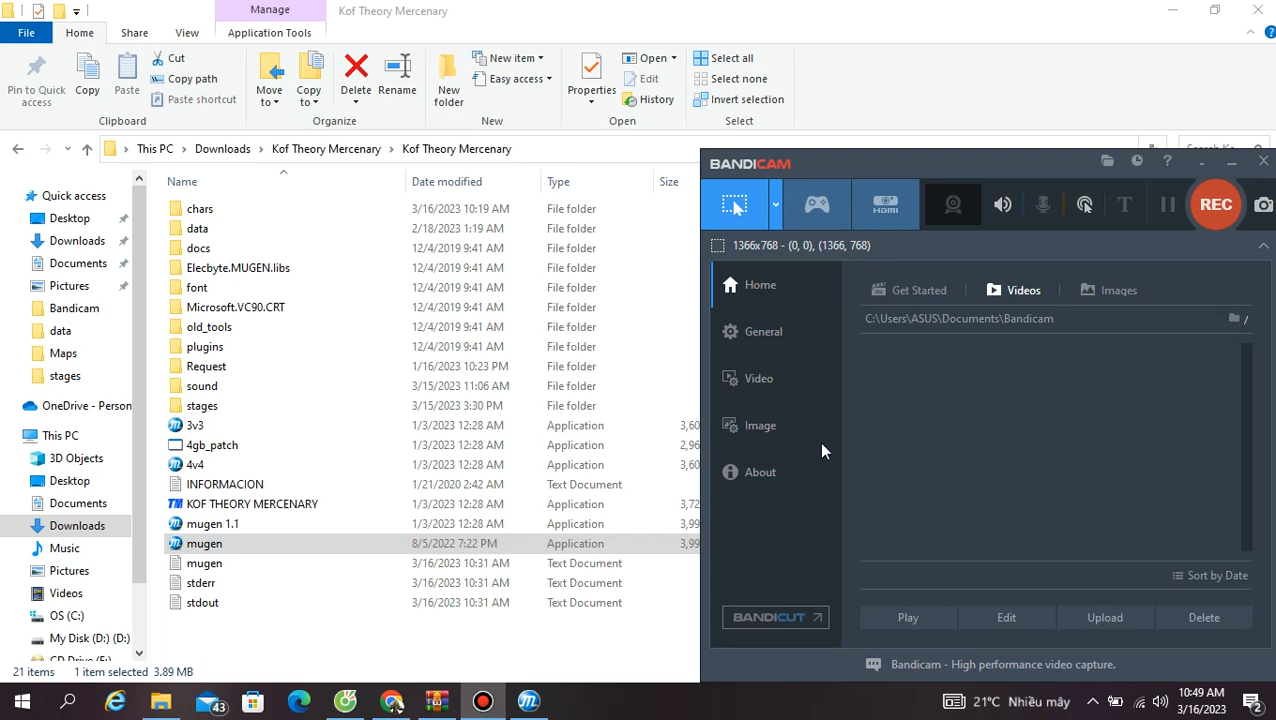 Manage
Kof Theory Mercenary
File
Home
Share
View
Application Tools
Pin to Quick access
Copy
Paste
Cut
Copy path
Paste shortcut
Clipboard
Move to
Copy to
Delete
Rename
Organize
New folder
New item
Easy access
New
Properties
Open
Edit
History
Open
Select all
Select none
Invert selection
Select
This PC > Downloads > Kof Theory Mercenary > Kof Theory Mercenary
Quick access
Desktop
Downloads
Documents
Pictures
Bandicam
data
Maps
stages
OneDrive - Person
This PC
3D Objects
Desktop
Documents
Downloads
Music
Pictures
Videos
OS (C:)
My Disk (D:) (D:)
Name Date modified Type Size
chars 3/16/2023 10:19 AM File folder
data 2/18/2023 1:19 AM File folder
docs 12/4/2019 9:41 AM File folder
Elecbyte.MUGEN.libs 12/4/2019 9:41 AM File folder
font 12/4/2019 9:41 AM File folder
Microsoft.VC90.CRT 12/4/2019 9:41 AM File folder
old_tools 12/4/2019 9:41 AM File folder
plugins 12/4/2019 9:41 AM File folder
Request 1/16/2023 10:23 PM File folder
sound 3/15/2023 11:06 AM File folder
stages 3/15/2023 3:30 PM File folder
3v3 1/3/2023 12:28 AM Application 3,60
4gb_patch 1/3/2023 12:28 AM Application 2,96
4v4 1/3/2023 12:28 AM Application 3,60
INFORMACION 1/21/2020 2:42 AM Text Document
TM KOF THEORY MERCENARY 1/3/2023 12:28 AM Application 3,72
mugen 1.1 1/3/2023 12:28 AM Application 3,99
mugen 8/5/2022 7:22 PM Application 3,99
mugen 3/16/2023 10:31 AM Text Document
stderr 3/16/2023 10:31 AM Text Document
stdout 3/16/2023 10:31 AM Text Document
21 items 1 item selected 3.89 MB
BANDICAM
HDMI
REC
1366x768 - (0, 0), (1366, 768)
Home
General
Video
Image
About
BANDICUT
Get Started
Videos
Images
C:\Users\ASUS\Documents\Bandicam
/
Sort by Date
Play
Edit
Upload
Delete
Bandicam - High performance video capture.
43
21°C Nhiều mây
10:49 AM
3/16/2023
2